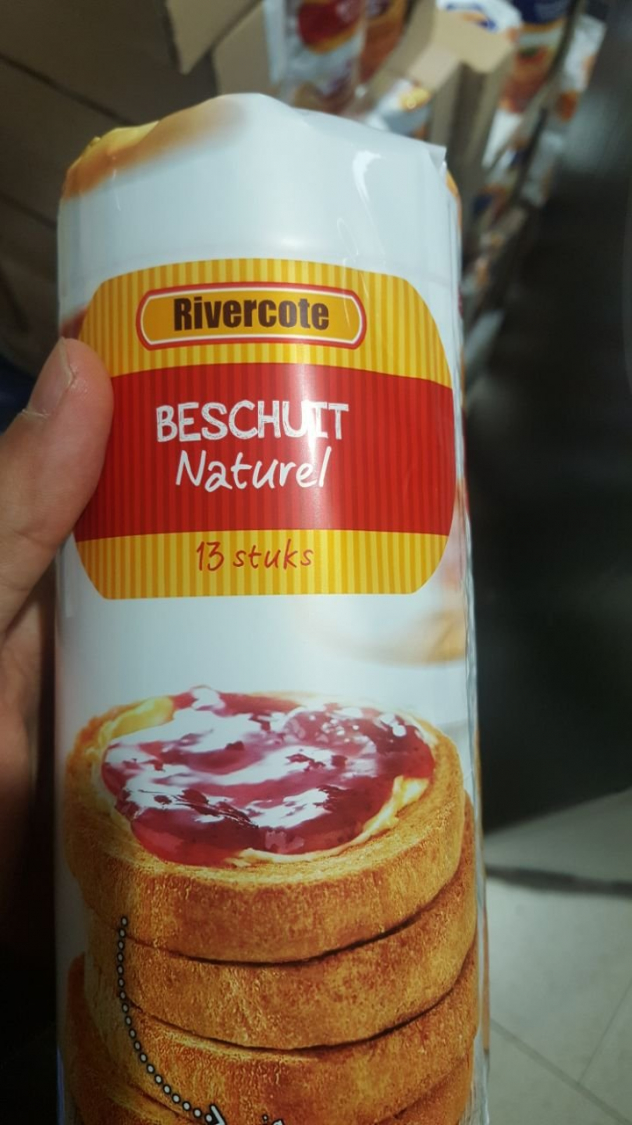 Rivercote
BESCHUIT
Naturel
13 stuks